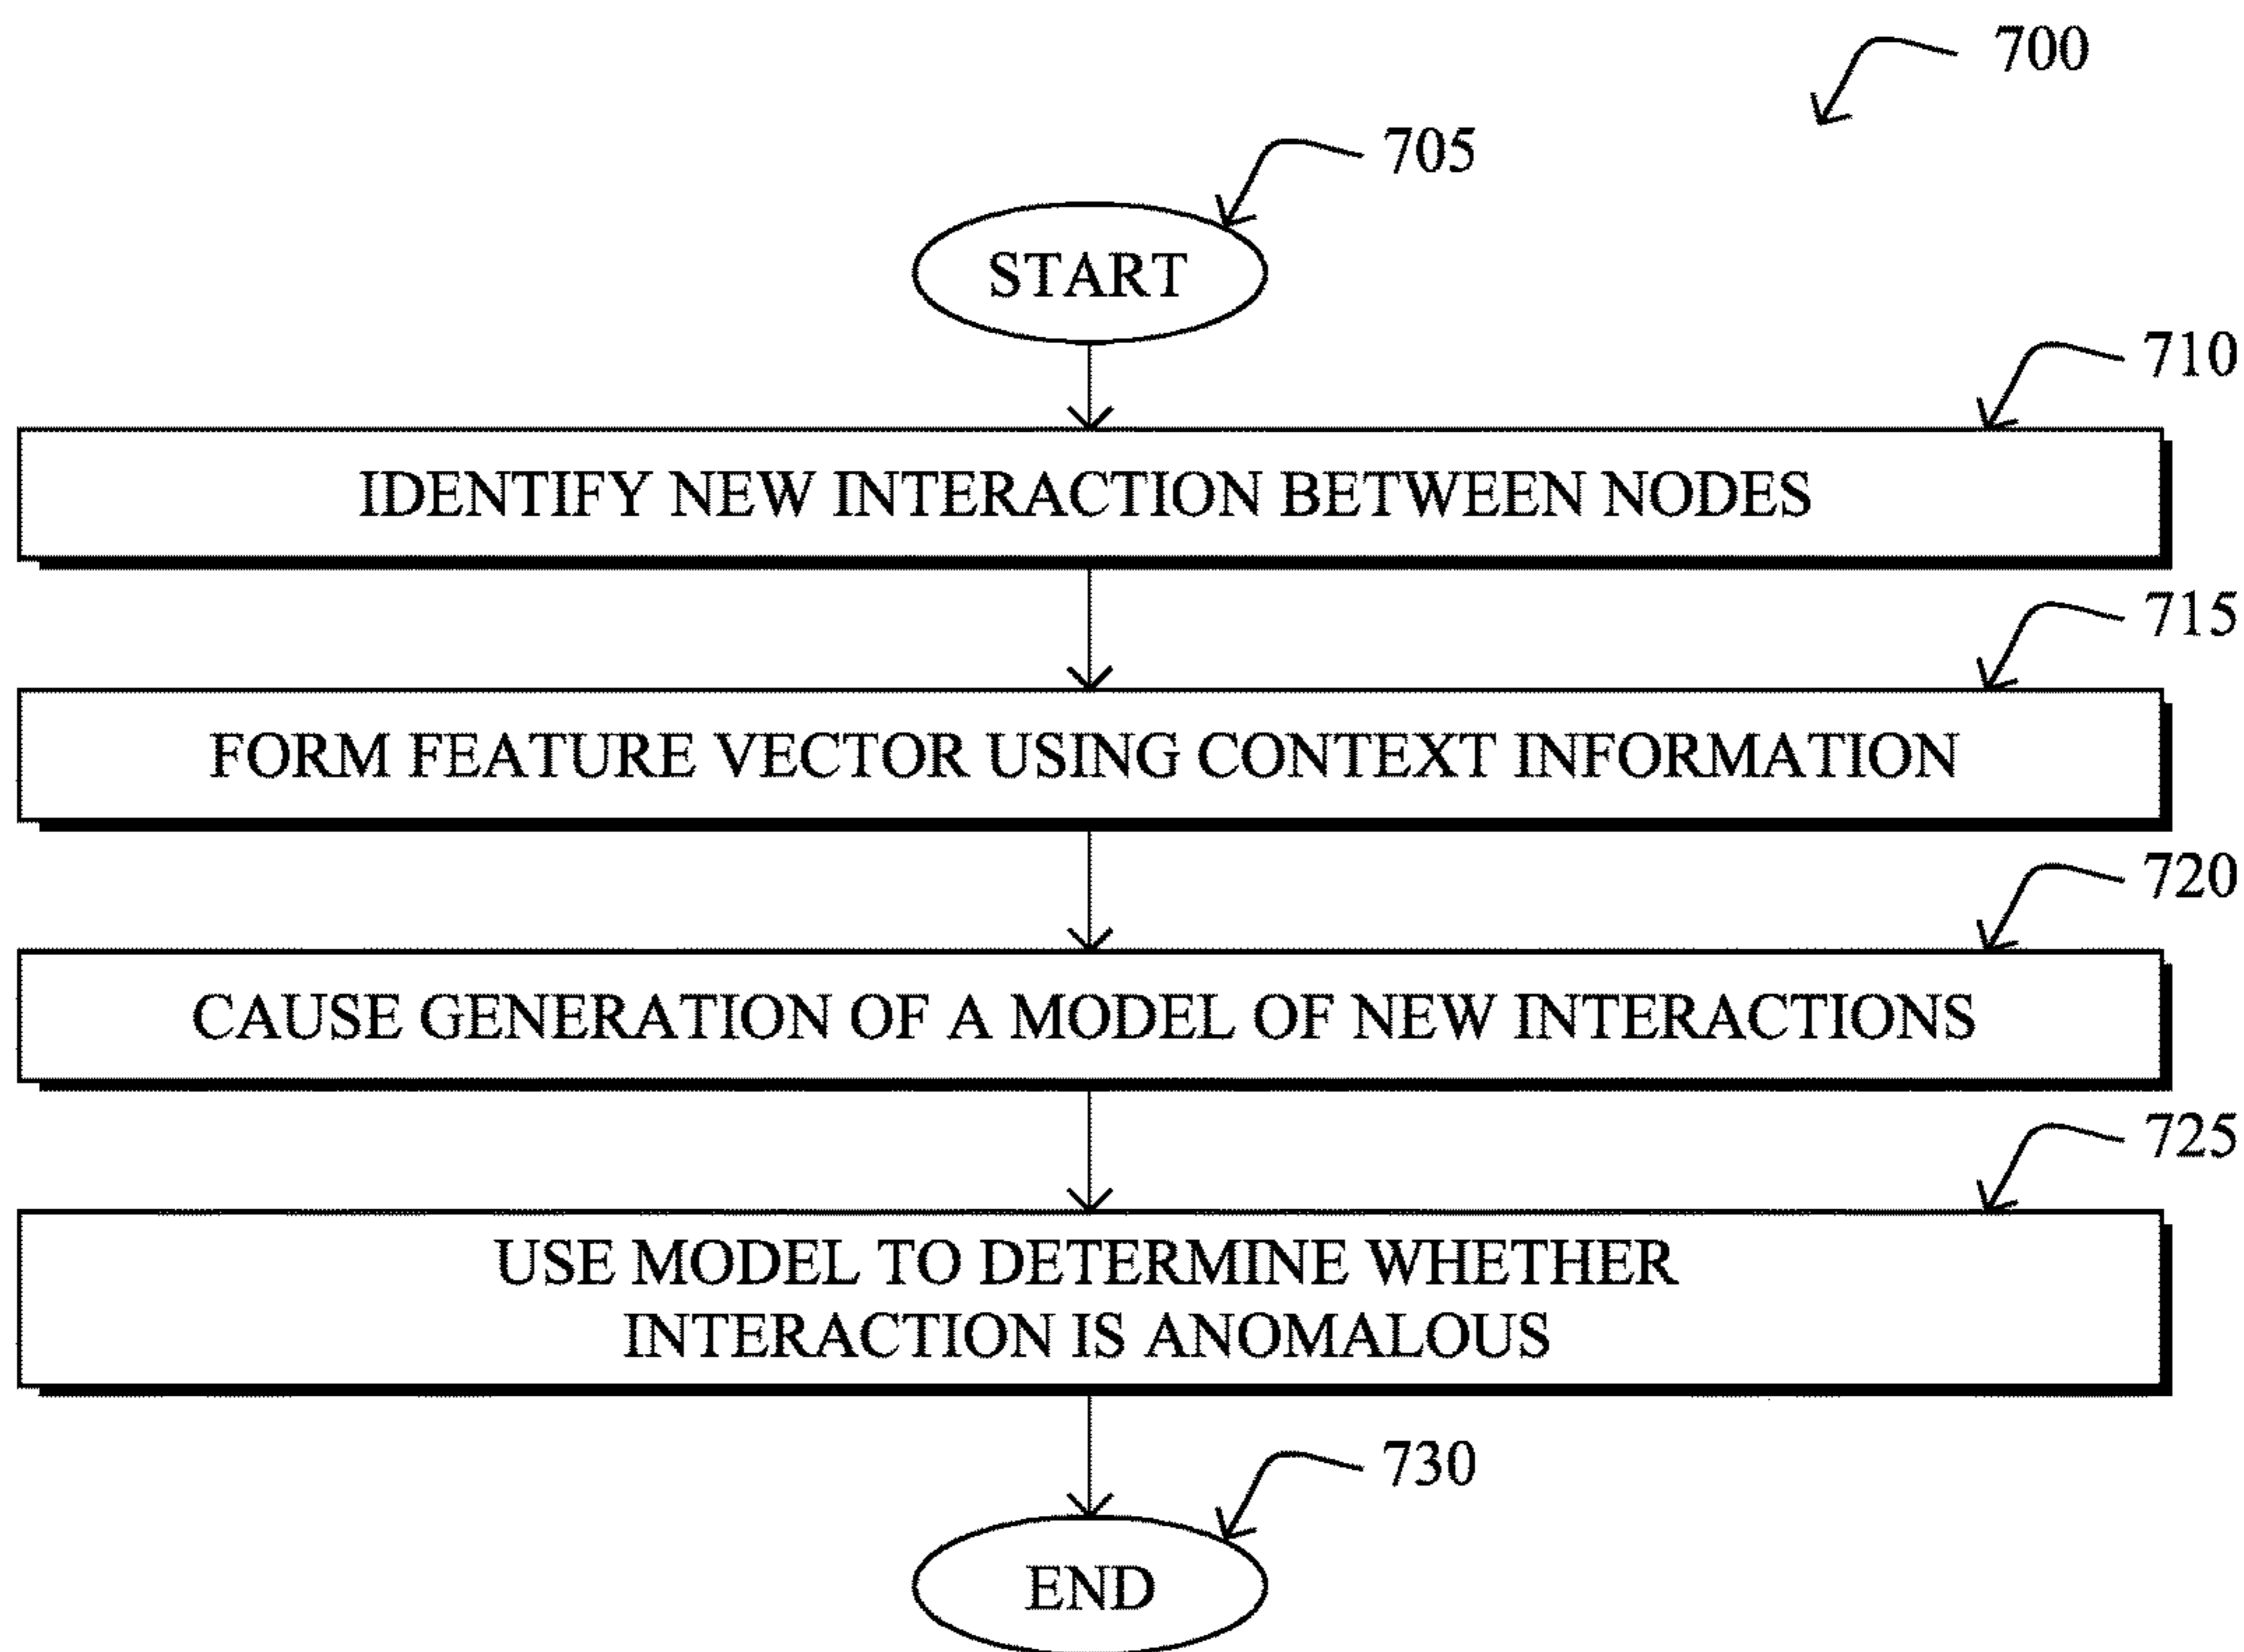 700
705
START
710
IDENTIFY NEW INTERACTION BETWEEN NODES
715
FORM FEATURE VECTOR USING CONTEXT INFORMATION
720
CAUSE GENERATION OF A MODEL OF NEW INTERACTIONS
725
USE MODEL TO DETERMINE WHETHER
INTERACTION IS ANOMALOUS
730
END